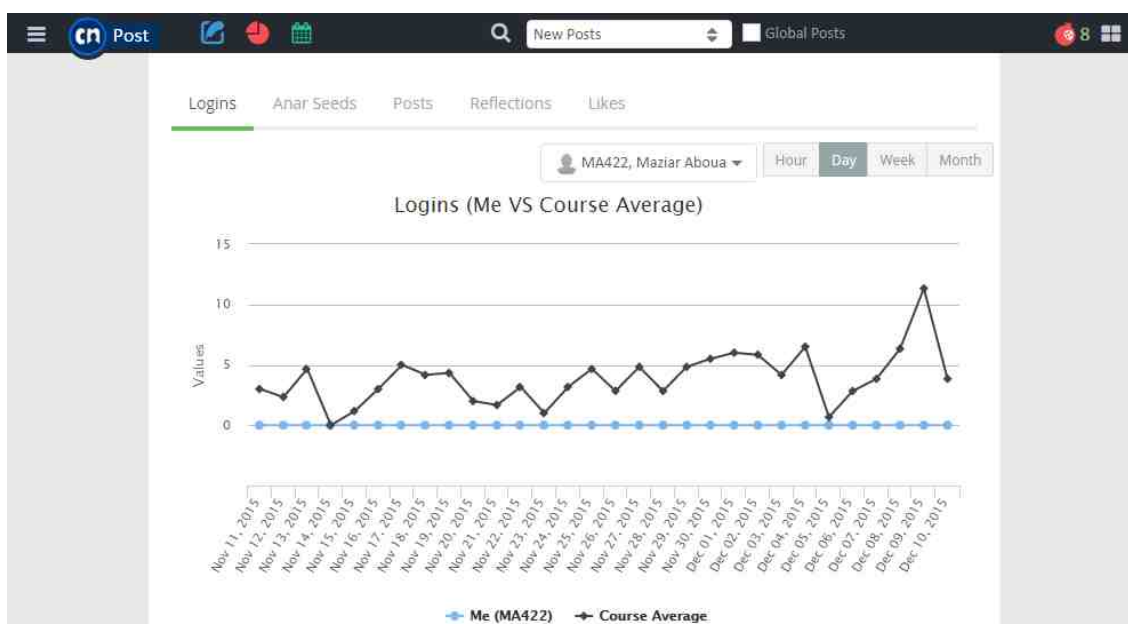 cn Post New Posts Global Posts 8
Logins Anar Seeds Posts Reflections Likes
MA422, Maziar Aboua Hour Day Week Month
Logins (Me VS Course Average)
15
10
5
0
Values
Nov 11, 2015
Nov 12, 2015
Nov 13, 2015
Nov 14, 2015
Nov 15, 2015
Nov 16, 2015
Nov 17, 2015
Nov 18, 2015
Nov 19, 2015
Nov 20, 2015
Nov 21, 2015
Nov 22, 2015
Nov 23, 2015
Nov 24, 2015
Nov 25, 2015
Nov 26, 2015
Nov 27, 2015
Nov 28, 2015
Nov 29, 2015
Nov 30, 2015
Dec 01, 2015
Dec 02, 2015
Dec 03, 2015
Dec 04, 2015
Dec 05, 2015
Dec 06, 2015
Dec 07, 2015
Dec 08, 2015
Dec 09, 2015
Dec 10, 2015
Me (MA422) Course Average